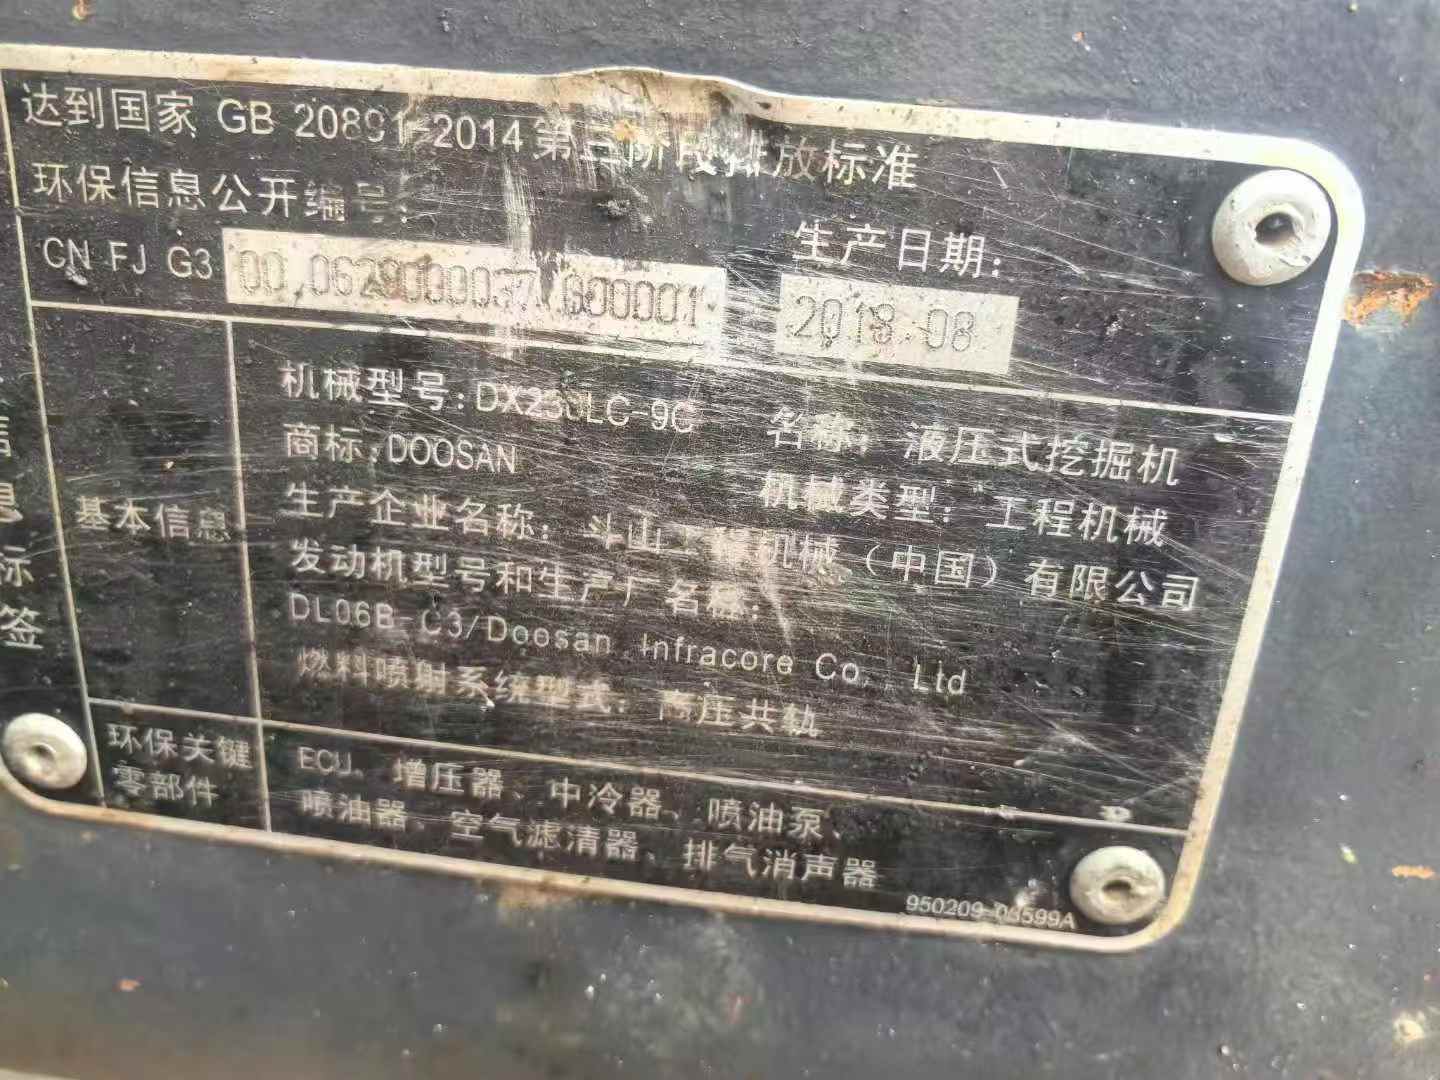 达到国家 GB 20891-2014 第三阶段排放标准
环保信息公开编号:
CN FJ G3 00 0629000037 000001
生产日期:
2018 08
机械型号: 名称: 液压式挖掘机
商标: DOOSAN 机械类型: 工程机械
生产企业名称: 斗山 机械 (中国) 有限公司
发动机型号和生产厂名称:
DL06B-C3/Doosan Infracore Co., Ltd
燃料喷射系统型式: 高压共轨
基本信息
环保关键
零部件
ECU、增压器、中冷器、喷油泵、
喷油器、空气滤清器、排气消声器
信
息
标
签
950209-03599A